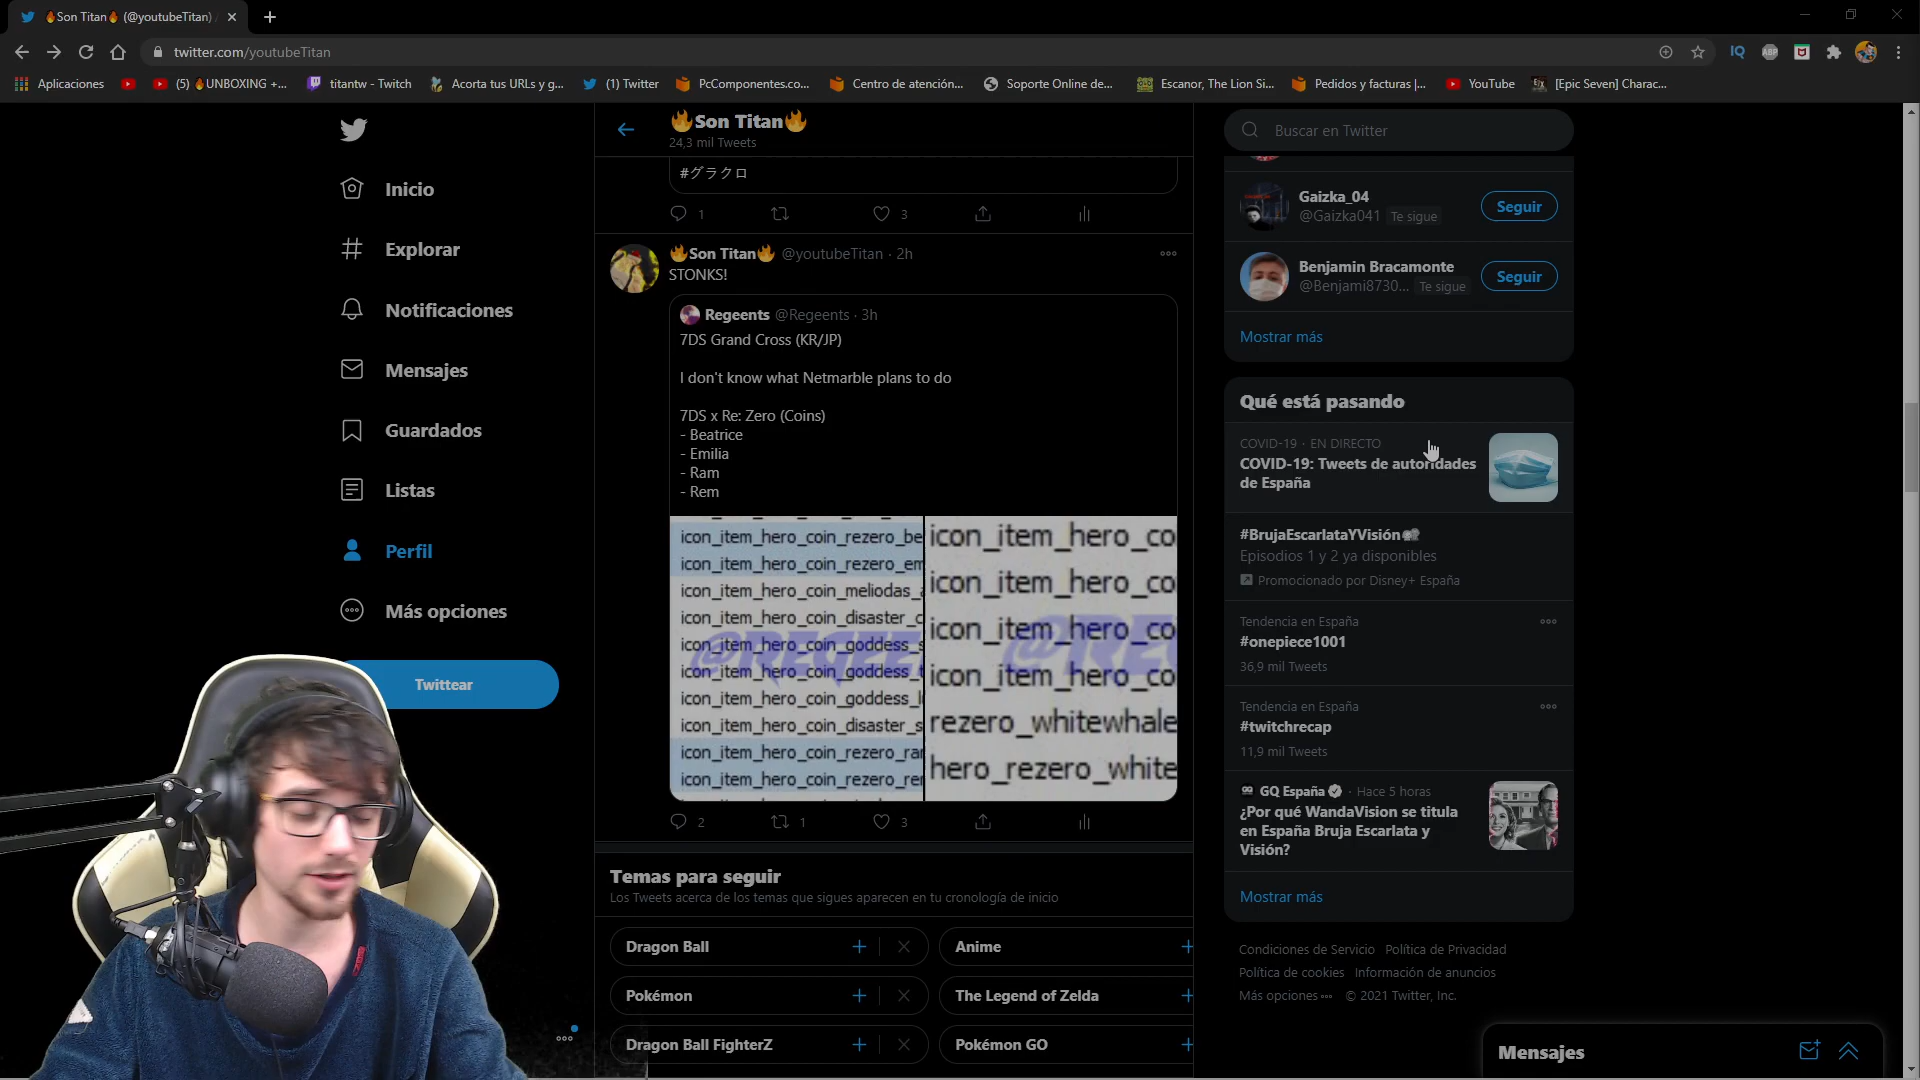 🔥Son Titan🔥 (@youtubeTitan)
twitter.com/youtubeTitan
Aplicaciones
(5) 🔥UNBOXING +...
titantw - Twitch
Acorta tus URLs y g...
(1) Twitter
PcComponentes.co...
Centro de atención...
Soporte Online de...
Escanor, The Lion Si...
Pedidos y facturas |...
YouTube
[Epic Seven] Charac...
Inicio
Explorar
Notificaciones
Mensajes
Guardados
Listas
Perfil
Más opciones
Twittear
🔥Son Titan🔥
24,3 mil Tweets
#グラクロ
1
3
🔥Son Titan🔥 @youtubeTitan · 2h
STONKS!
Regeents @Regeents · 3h
7DS Grand Cross (KR/JP)
I don't know what Netmarble plans to do
7DS x Re: Zero (Coins)
- Beatrice
- Emilia
- Ram
- Rem
icon_item_hero_coin_rezero_be
icon_item_hero_coin_rezero_em
icon_item_hero_coin_meliodas_
icon_item_hero_coin_disaster_c
icon_item_hero_coin_goddess_s
icon_item_hero_coin_goddess_
icon_item_hero_coin_goddess_l
icon_item_hero_coin_disaster_s
icon_item_hero_coin_rezero_ra
icon_item_hero_coin_rezero_re
icon_item_hero_co
icon_item_hero_co
icon_item_hero_co
icon_item_hero_co
rezero_whitewhale
hero_rezero_white
2
1
3
Temas para seguir
Los Tweets acerca de los temas que sigues aparecen en tu cronología de inicio
Dragon Ball
Anime
Pokémon
The Legend of Zelda
Dragon Ball FighterZ
Pokémon GO
Buscar en Twitter
Gaizka_04
@Gaizka041 Te sigue
Seguir
Benjamin Bracamonte
@Benjami8730... Te sigue
Seguir
Mostrar más
Qué está pasando
COVID-19 · EN DIRECTO
COVID-19: Tweets de autoridades
de España
#BrujaEscarlataYVisión
Episodios 1 y 2 ya disponibles
Promocionado por Disney+ España
Tendencia en España
#onepiece1001
36,9 mil Tweets
Tendencia en España
#twitchrecap
11,9 mil Tweets
GQ España · Hace 5 horas
¿Por qué WandaVision se titula
en España Bruja Escarlata y
Visión?
Mostrar más
Condiciones de Servicio Política de Privacidad
Política de cookies Información de anuncios
Más opciones © 2021 Twitter, Inc.
Mensajes